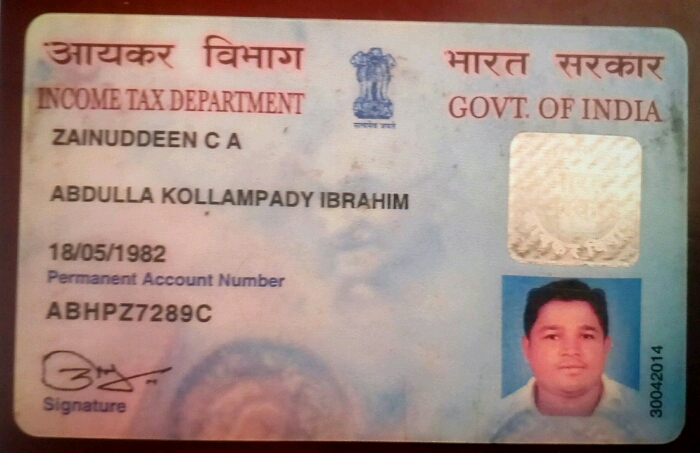 आयकर विभाग
भारत सरकार
INCOME TAX DEPARTMENT
GOVT. OF INDIA
सत्यमेव जयते
ZAINUDDEEN C A
ABDULLA KOLLAMPADY IBRAHIM
18/05/1982
Permanent Account Number
ABHPZ7289C
Signature
30042014